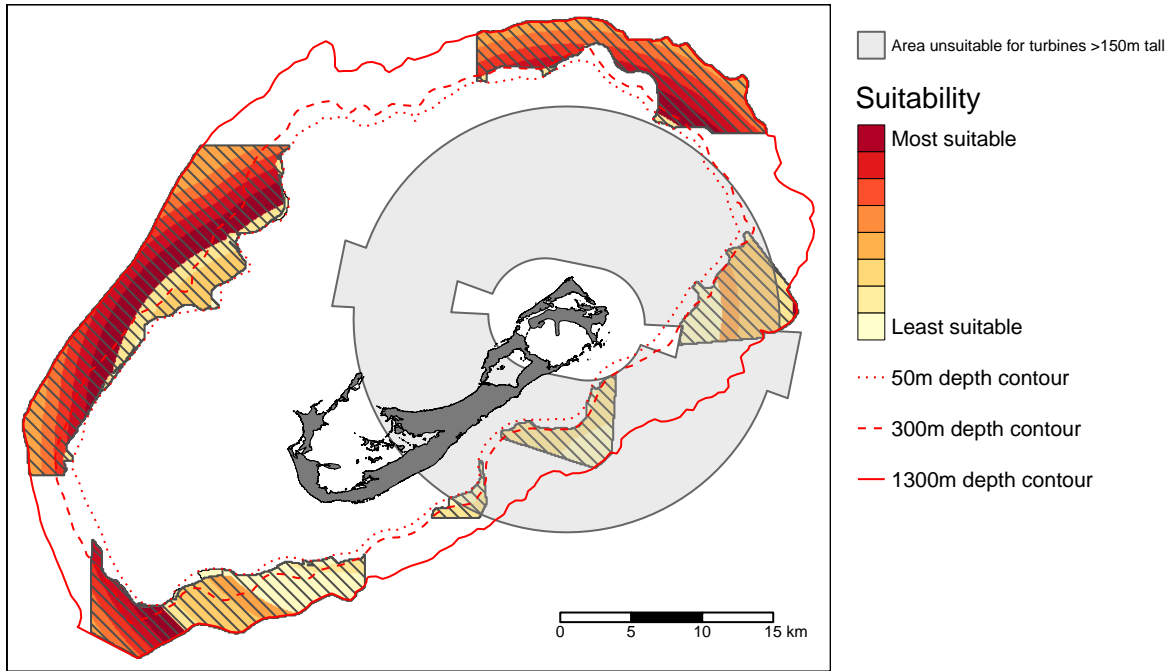 Area unsuitable for turbines >150m tall
Suitability
Most suitable
Least suitable
50m depth contour
300m depth contour
1300m depth contour
0 5 10 15 km